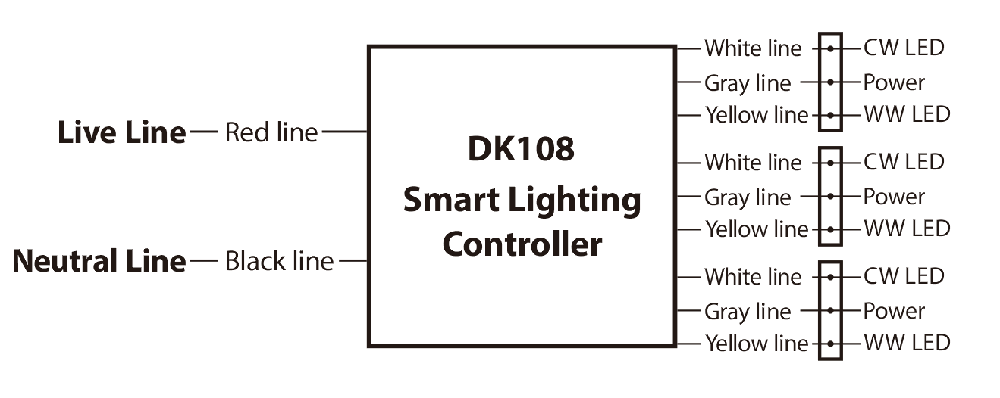 Live Line
Red line
Neutral Line
Black line
DK108
Smart Lighting
Controller
White line
CW LED
Gray line
Power
Yellow line
WW LED
White line
CW LED
Gray line
Power
Yellow line
WW LED
White line
CW LED
Gray line
Power
Yellow line
WW LED